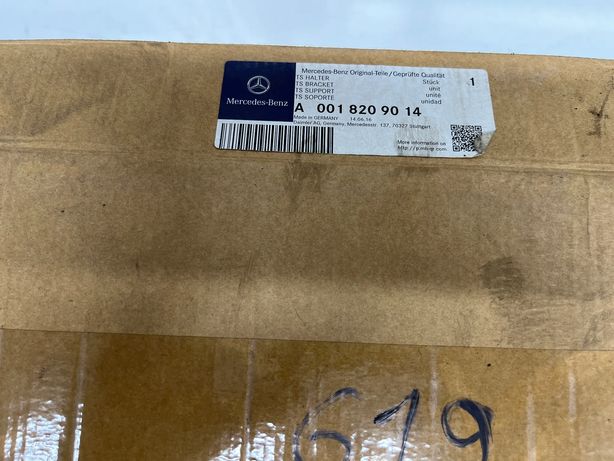 Mercedes-Benz
Mercedes-Benz Original-Teile/Geprüfte Qualität
TS HALTER Stück 1
TS BRACKET unit
TS SUPPORT unité
TS SOPORTE unidad
A 001 820 90 14
Made in GERMANY 14.06.16
Daimler AG, Germany, Mercedesstr. 137, 70327 Stuttgart
More information on
619